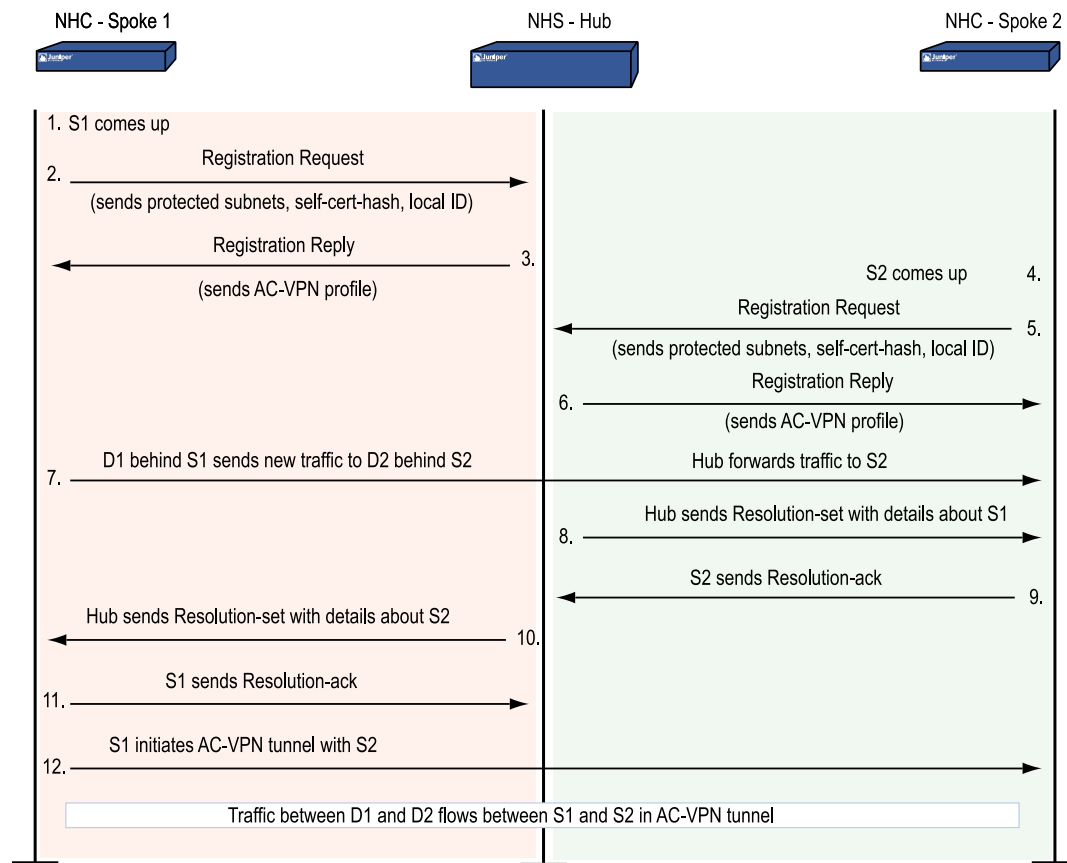 NHC - Spoke 1
NHS - Hub
NHC - Spoke 2
Juniper
Juniper
Juniper
1. S1 comes up
Registration Request
2.
(sends protected subnets, self-cert-hash, local ID)
Registration Reply
3.
(sends AC-VPN profile)
S2 comes up 4.
Registration Request
5.
(sends protected subnets, self-cert-hash, local ID)
Registration Reply
6.
(sends AC-VPN profile)
D1 behind S1 sends new traffic to D2 behind S2
Hub forwards traffic to S2
7.
Hub sends Resolution-set with details about S1
8.
S2 sends Resolution-ack
9.
Hub sends Resolution-set with details about S2
10.
S1 sends Resolution-ack
11.
S1 initiates AC-VPN tunnel with S2
12.
Traffic between D1 and D2 flows between S1 and S2 in AC-VPN tunnel